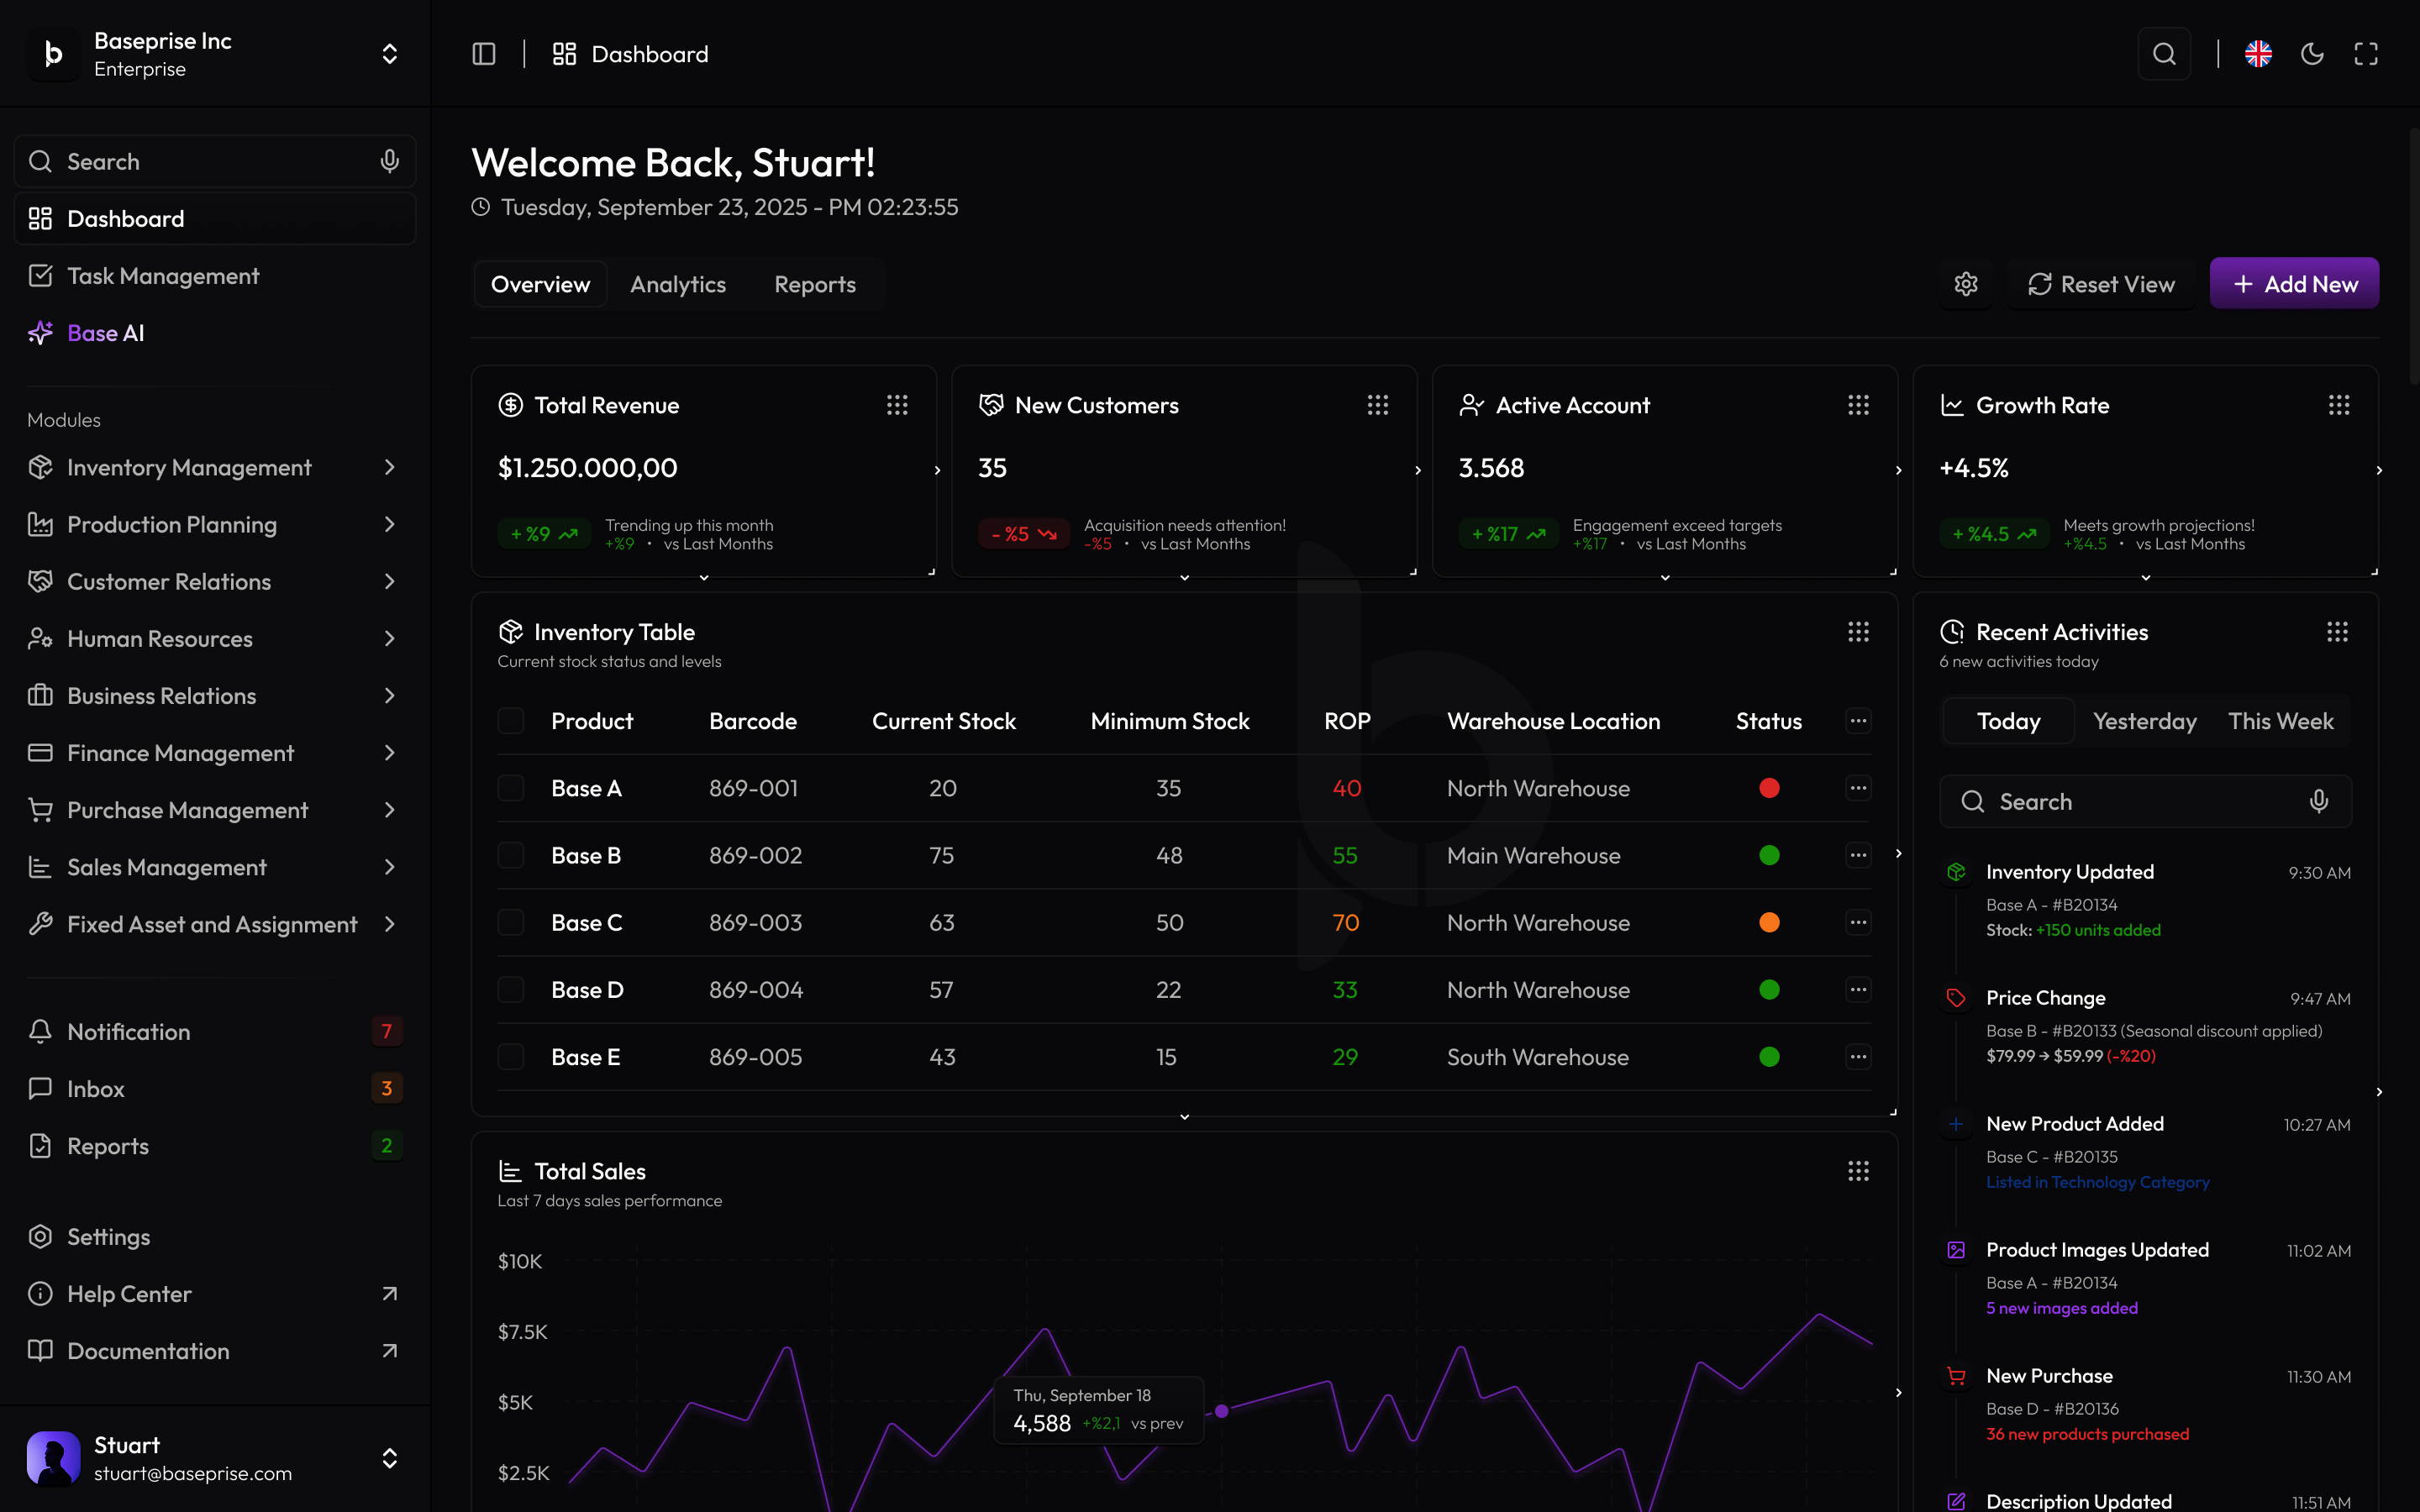 Baseprise Inc
Enterprise
Search
Dashboard
Task Management
Base AI
Modules
Inventory Management
Production Planning
Customer Relations
Human Resources
Business Relations
Finance Management
Purchase Management
Sales Management
Fixed Asset and Assignment
Notification 7
Inbox 3
Reports 2
Settings
Help Center
Documentation
Stuart
stuart@baseprise.com
Dashboard
Welcome Back, Stuart!
Tuesday, September 23, 2025 - PM 02:23:55
Overview Analytics Reports
Reset View
Add New
Total Revenue
$1.250.000,00
+ %9
Trending up this month
+%9 • vs Last Months
New Customers
35
- %5
Acquisition needs attention!
-%5 • vs Last Months
Active Account
3.568
+ %17
Engagement exceed targets
+%17 • vs Last Months
Growth Rate
+4.5%
+ %4.5
Meets growth projections!
+%4.5 • vs Last Months
Inventory Table
Current stock status and levels
Product Barcode Current Stock Minimum Stock ROP Warehouse Location Status
Base A 869-001 20 35 40 North Warehouse
Base B 869-002 75 48 55 Main Warehouse
Base C 869-003 63 50 70 North Warehouse
Base D 869-004 57 22 33 North Warehouse
Base E 869-005 43 15 29 South Warehouse
Total Sales
Last 7 days sales performance
$10K
$7.5K
$5K
$2.5K
Thu, September 18
4,588 +%2,1 vs prev
Recent Activities
6 new activities today
Today Yesterday This Week
Search
Inventory Updated 9:30 AM
Base A - #B20134
Stock: +150 units added
Price Change 9:47 AM
Base B - #B20133 (Seasonal discount applied)
$79.99 → $59.99 (-%20)
New Product Added 10:27 AM
Base C - #B20135
Listed in Technology Category
Product Images Updated 11:02 AM
Base A - #B20134
5 new images added
New Purchase 11:30 AM
Base D - #B20136
36 new products purchased
Description Updated 11:51 AM